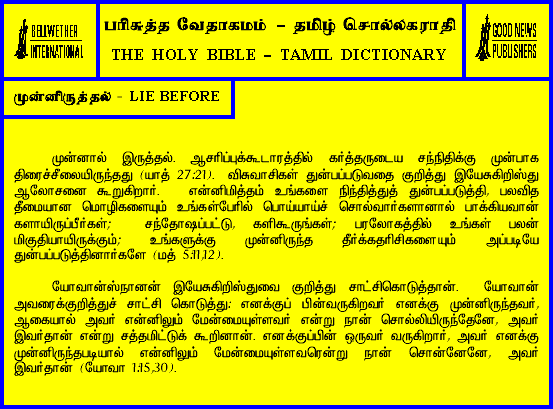 BELLWETHER
INTERNATIONAL
பரிசுத்த வேதாகமம் – தமிழ் சொல்லகராதி
THE HOLY BIBLE – TAMIL DICTIONARY
GOOD NEWS
PUBLISHERS
முன்னிருத்தல் - LIE BEFORE
முன்னால் இருத்தல். ஆசரிப்புக்கூடாரத்தில் கர்த்தருடைய சந்நிதிக்கு முன்பாக
திரைச்சீலையிருந்தது (யாத் 27:21). விசுவாசிகள் துன்பப்படுவதை குறித்து இயேசுகிறிஸ்து
ஆலோசனை கூறுகிறார். என்னிமித்தம் உங்களை நிந்தித்துத் துன்பப்படுத்தி, பலவித
தீமையான மொழிகளையும் உங்கள்பேரில் பொய்யாய்ச் சொல்வார்களானால் பாக்கியவான்
களாயிருப்பீர்கள்; சந்தோஷப்பட்டு, களிகூருங்கள்; பரலோகத்தில் உங்கள் பலன்
மிகுதியாயிருக்கும்; உங்களுக்கு முன்னிருந்த தீர்க்கதரிசிகளையும் அப்படியே
துன்பப்படுத்தினார்களே (மத் 5:11,12).
யோவான்ஸ்நானன் இயேசுகிறிஸ்துவை குறித்து சாட்சிகொடுத்தான். யோவான்
அவரைக்குறித்துச் சாட்சி கொடுத்து: எனக்குப் பின்வருகிறவர் எனக்கு முன்னிருந்தவர்,
ஆகையால் அவர் என்னிலும் மேன்மையுள்ளவர் என்று நான் சொல்லியிருந்தேனே, அவர்
இவர்தான் என்று சத்தமிட்டுக் கூறினான். எனக்குப்பின் ஒருவர் வருகிறார், அவர் எனக்கு
முன்னிருந்தபடியால் என்னிலும் மேன்மையுள்ளவரென்று நான் சொன்னேனே, அவர்
இவர்தான் (யோவா 1:15,30).